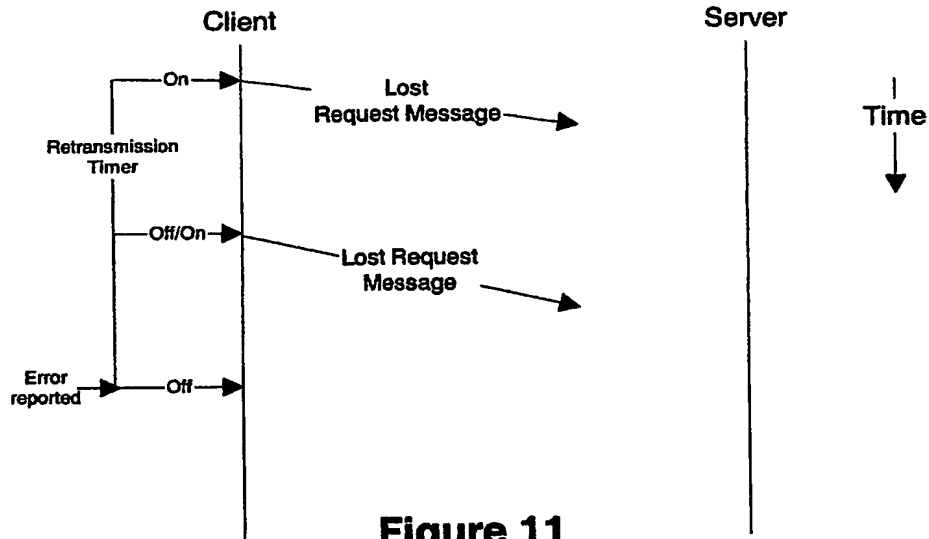 Client
Server
On
Lost
Request Message
Time
Retransmission
Timer
Off/On
Lost Request
Message
Error
reported
Off
Figure 11